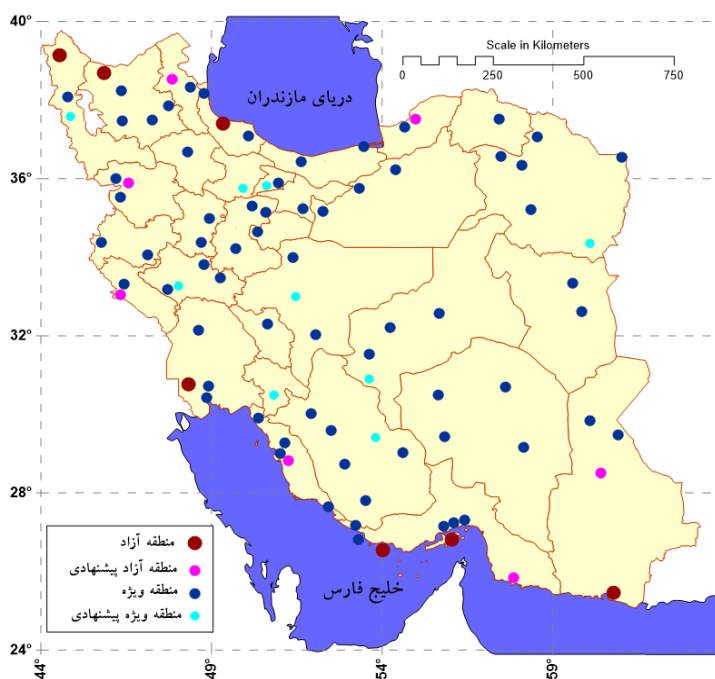 40°
Scale in Kilometers
0 250 500 750
دریای مازندران
36°
32°
28°
منطقه آزاد
منطقه آزاد پیشنهادی
منطقه ویژه
منطقه ویژه پیشنهادی
خلیج فارس
24°
44° 49° 54° 59°